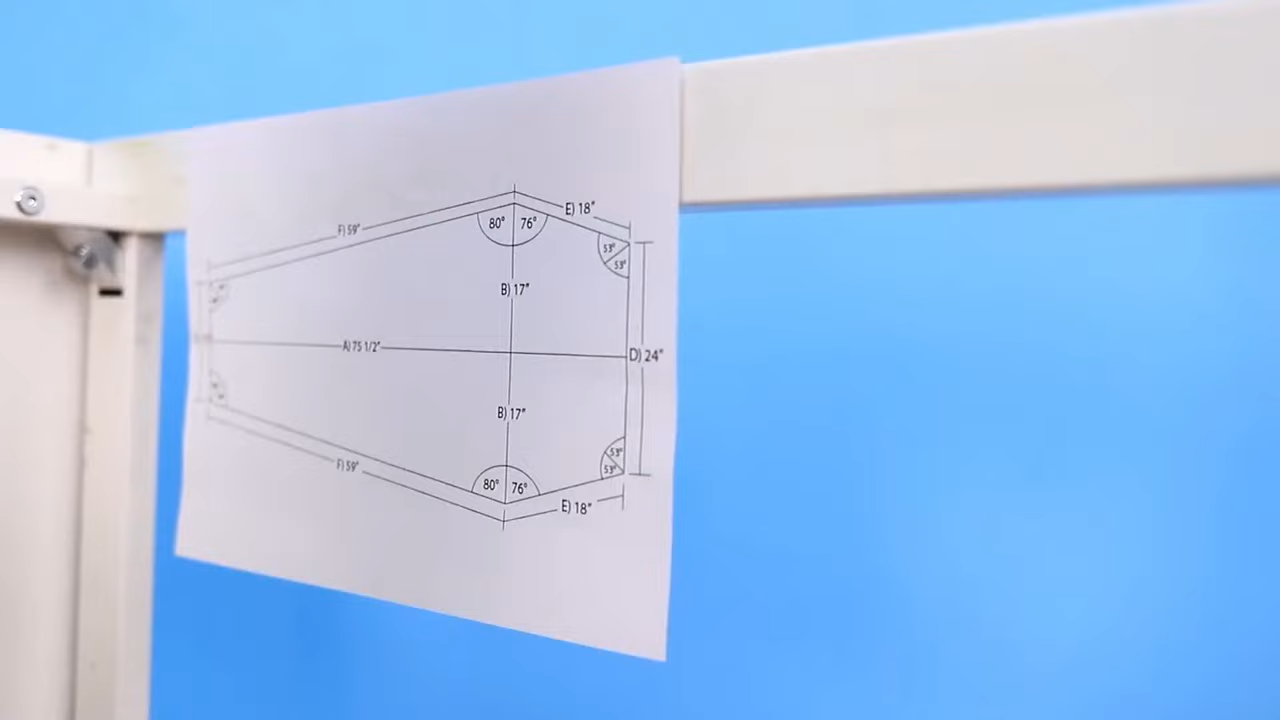 E) 18"
F) 59"
80° 76°
53°
53°
B) 17"
A) 75 1/2"
D) 24"
B) 17"
53°
53°
F) 59"
80° 76°
E) 18"